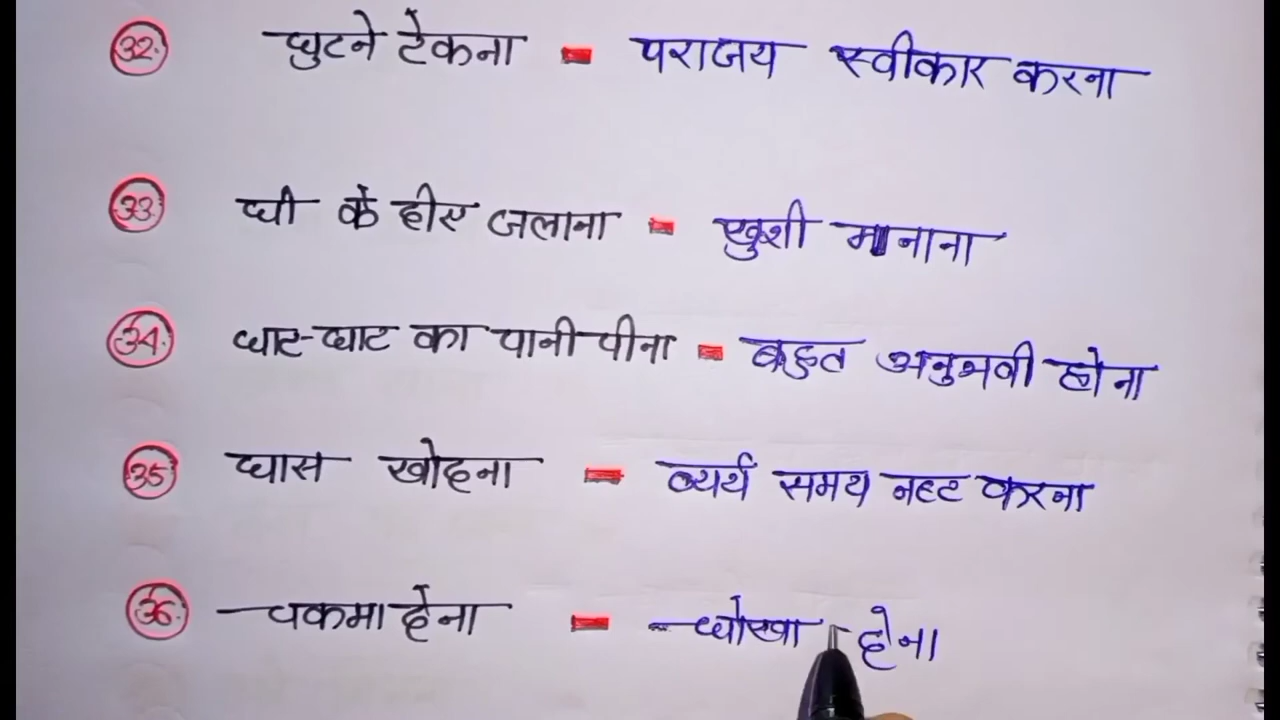 32. घुटने टेकना - पराजय स्वीकार करना
33. घी के दीए जलाना - खुशी मानाना
34. घाट-घाट का पानी पीना - बहुत अनुभवी होना
35. घास खोदना - व्यर्थ समय नष्ट करना
36. चकमा देना - धोखा देना